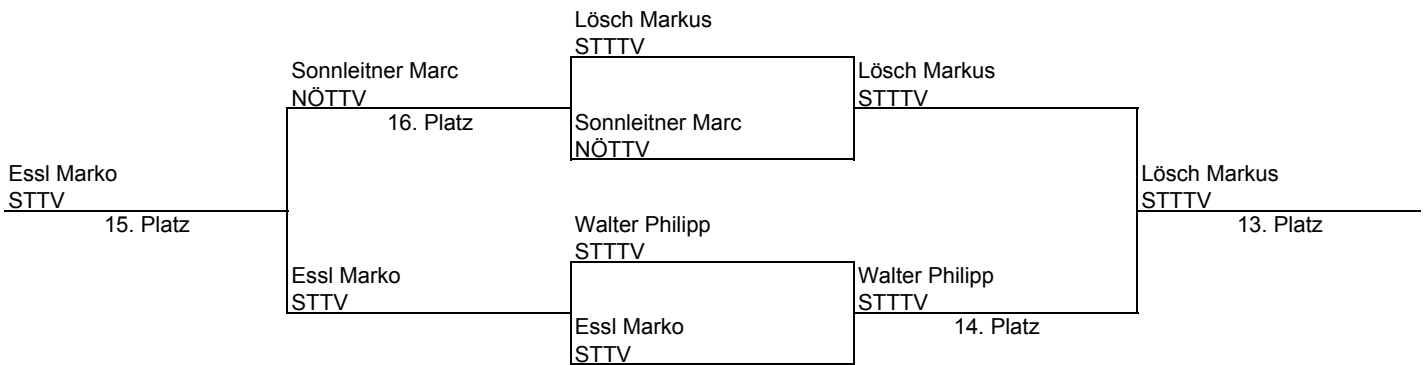 Lösch Markus
STTTV
Sonnleitner Marc
NÖTTV
Lösch Markus
STTTV
16. Platz
Sonnleitner Marc
NÖTTV
Essl Marko
STTV
Lösch Markus
STTTV
15. Platz
Walter Philipp
STTTV
13. Platz
Essl Marko
STTV
Walter Philipp
STTTV
Essl Marko
STTV
14. Platz